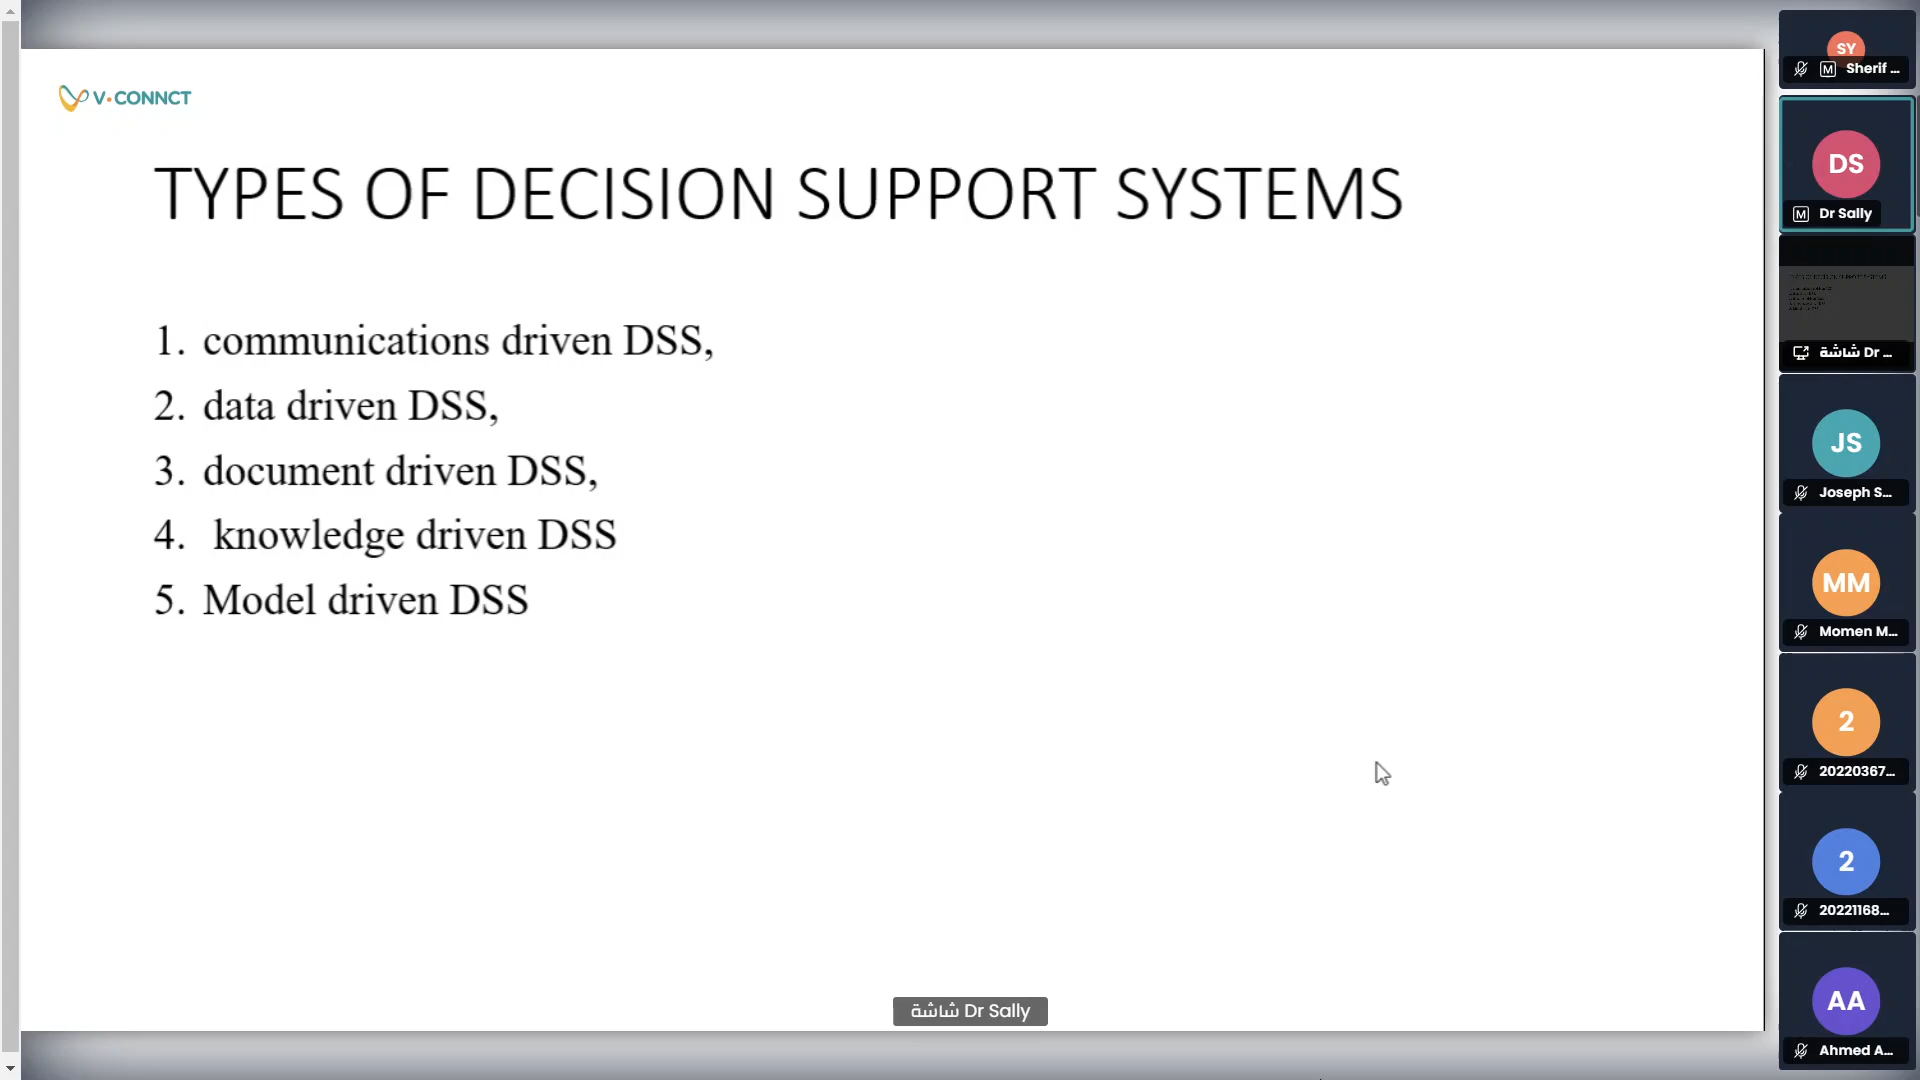 V·CONNCT
TYPES OF DECISION SUPPORT SYSTEMS
1. communications driven DSS,
2. data driven DSS,
3. document driven DSS,
4. knowledge driven DSS
5. Model driven DSS
شاشة Dr Sally
SY
M Sherif ...
DS
M Dr Sally
شاشة Dr ...
JS
Joseph S...
MM
Momen M...
2
20220367...
2
20221168...
AA
Ahmed A...